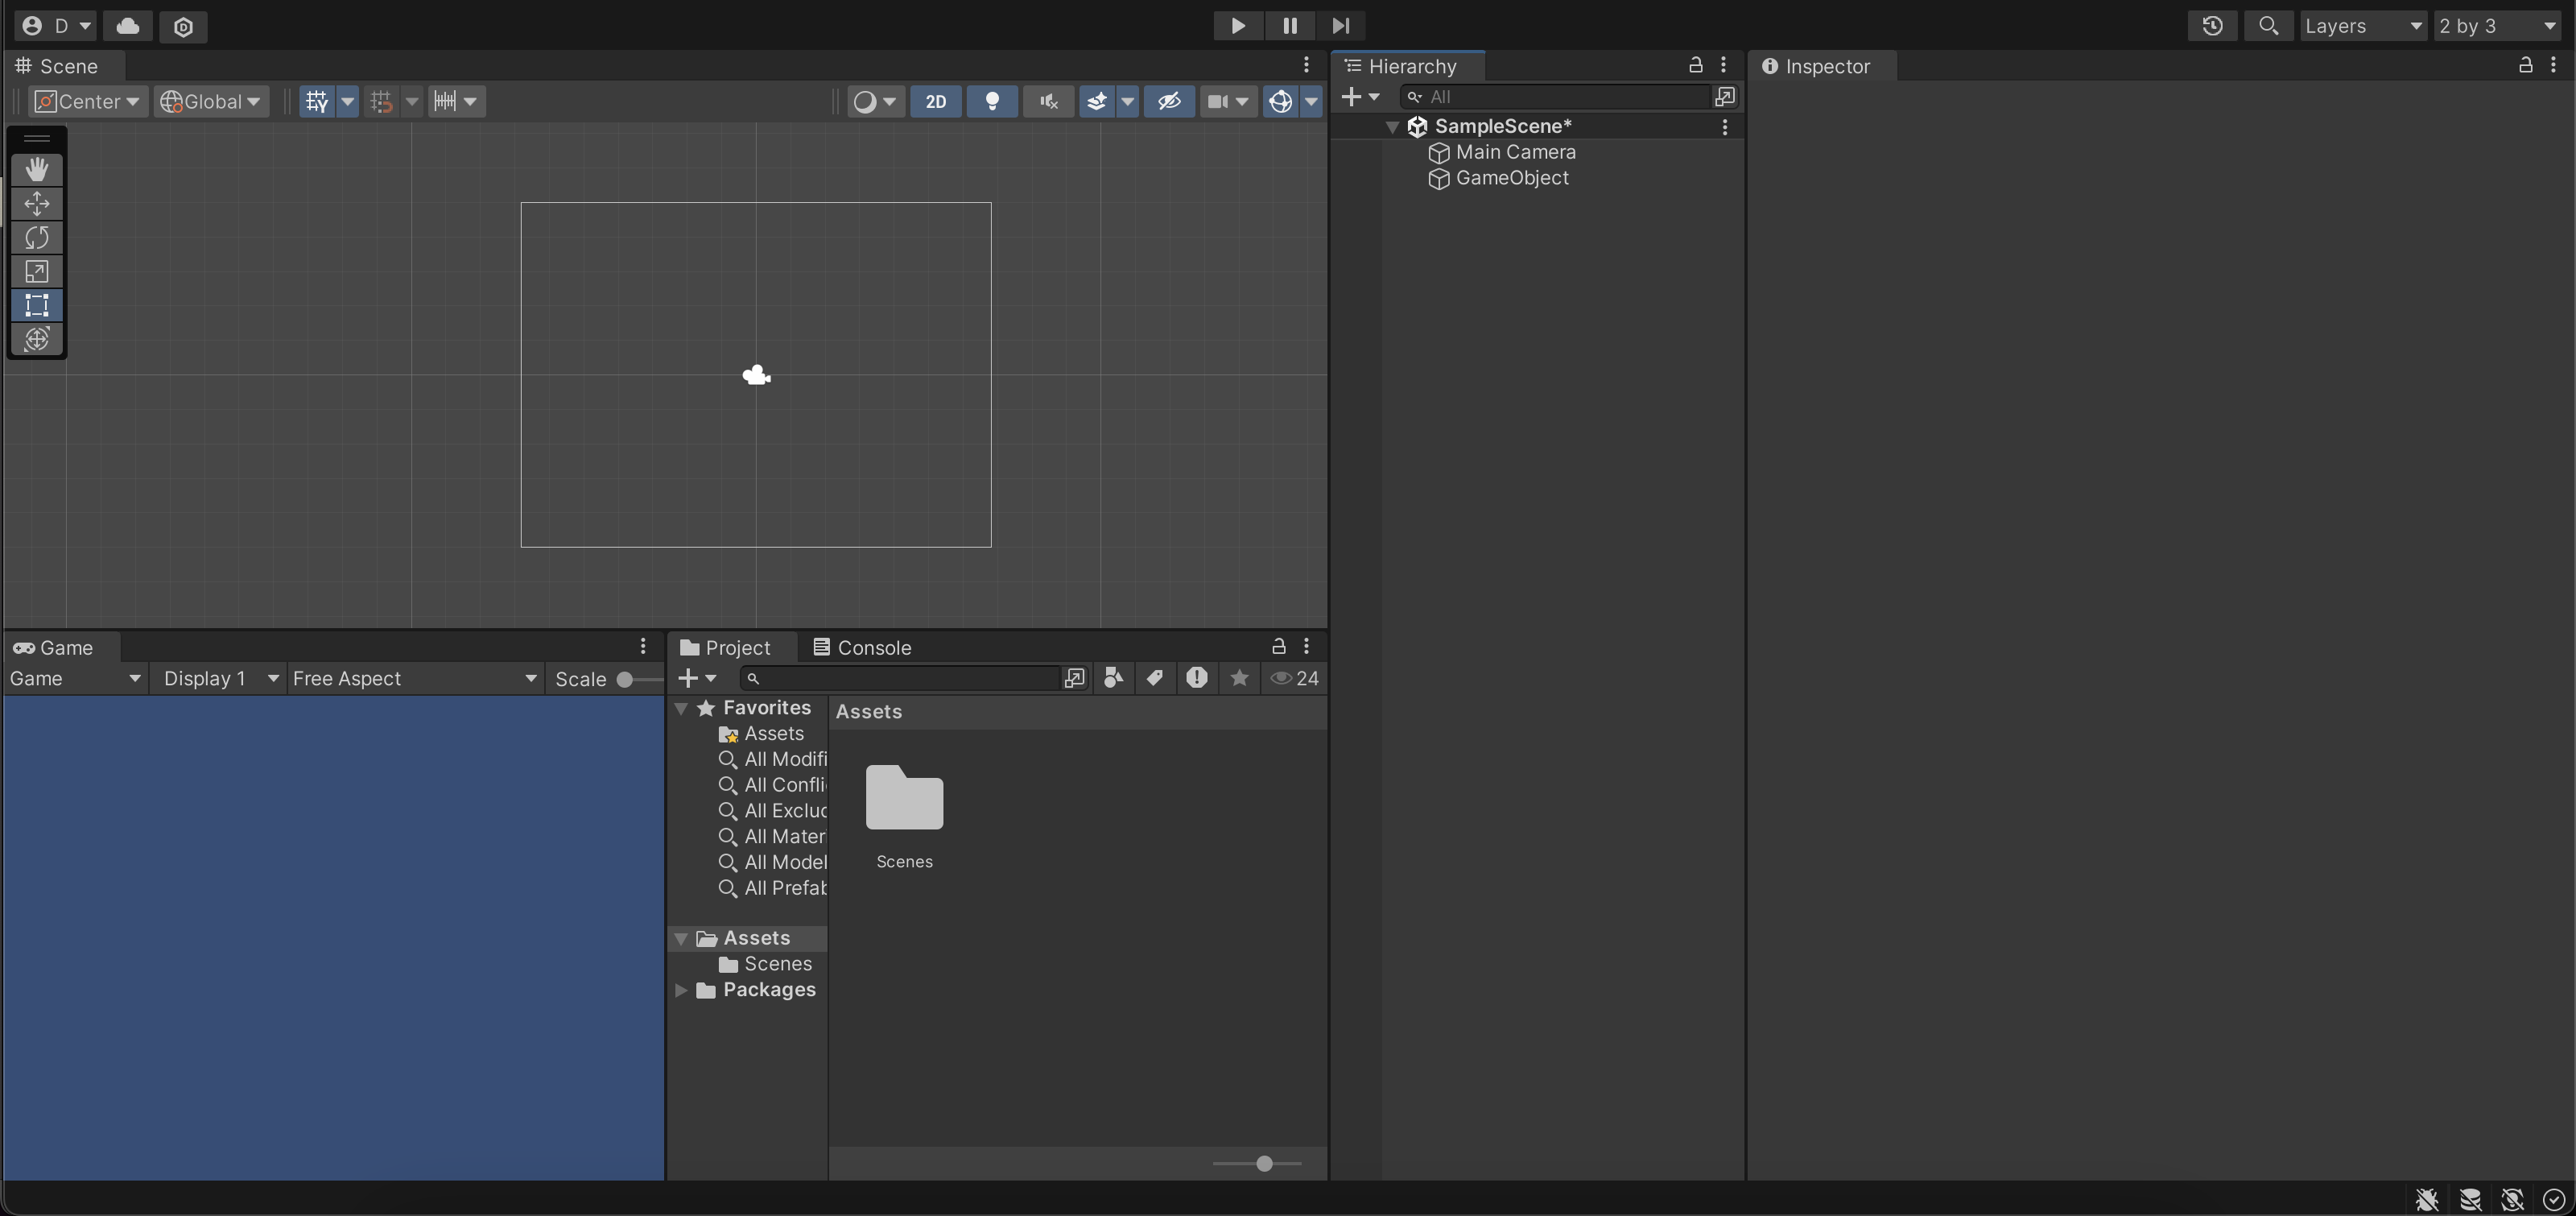 D
Layers
2 by 3
Scene
Center
Global
2D
Hierarchy
All
SampleScene*
Main Camera
GameObject
Inspector
Game
Game
Display 1
Free Aspect
Scale
Project
Console
24
Favorites
Assets
All Modifi
All Confli
All Exclud
All Mater
All Model
All Prefab
Assets
Scenes
Packages
Assets
Scenes